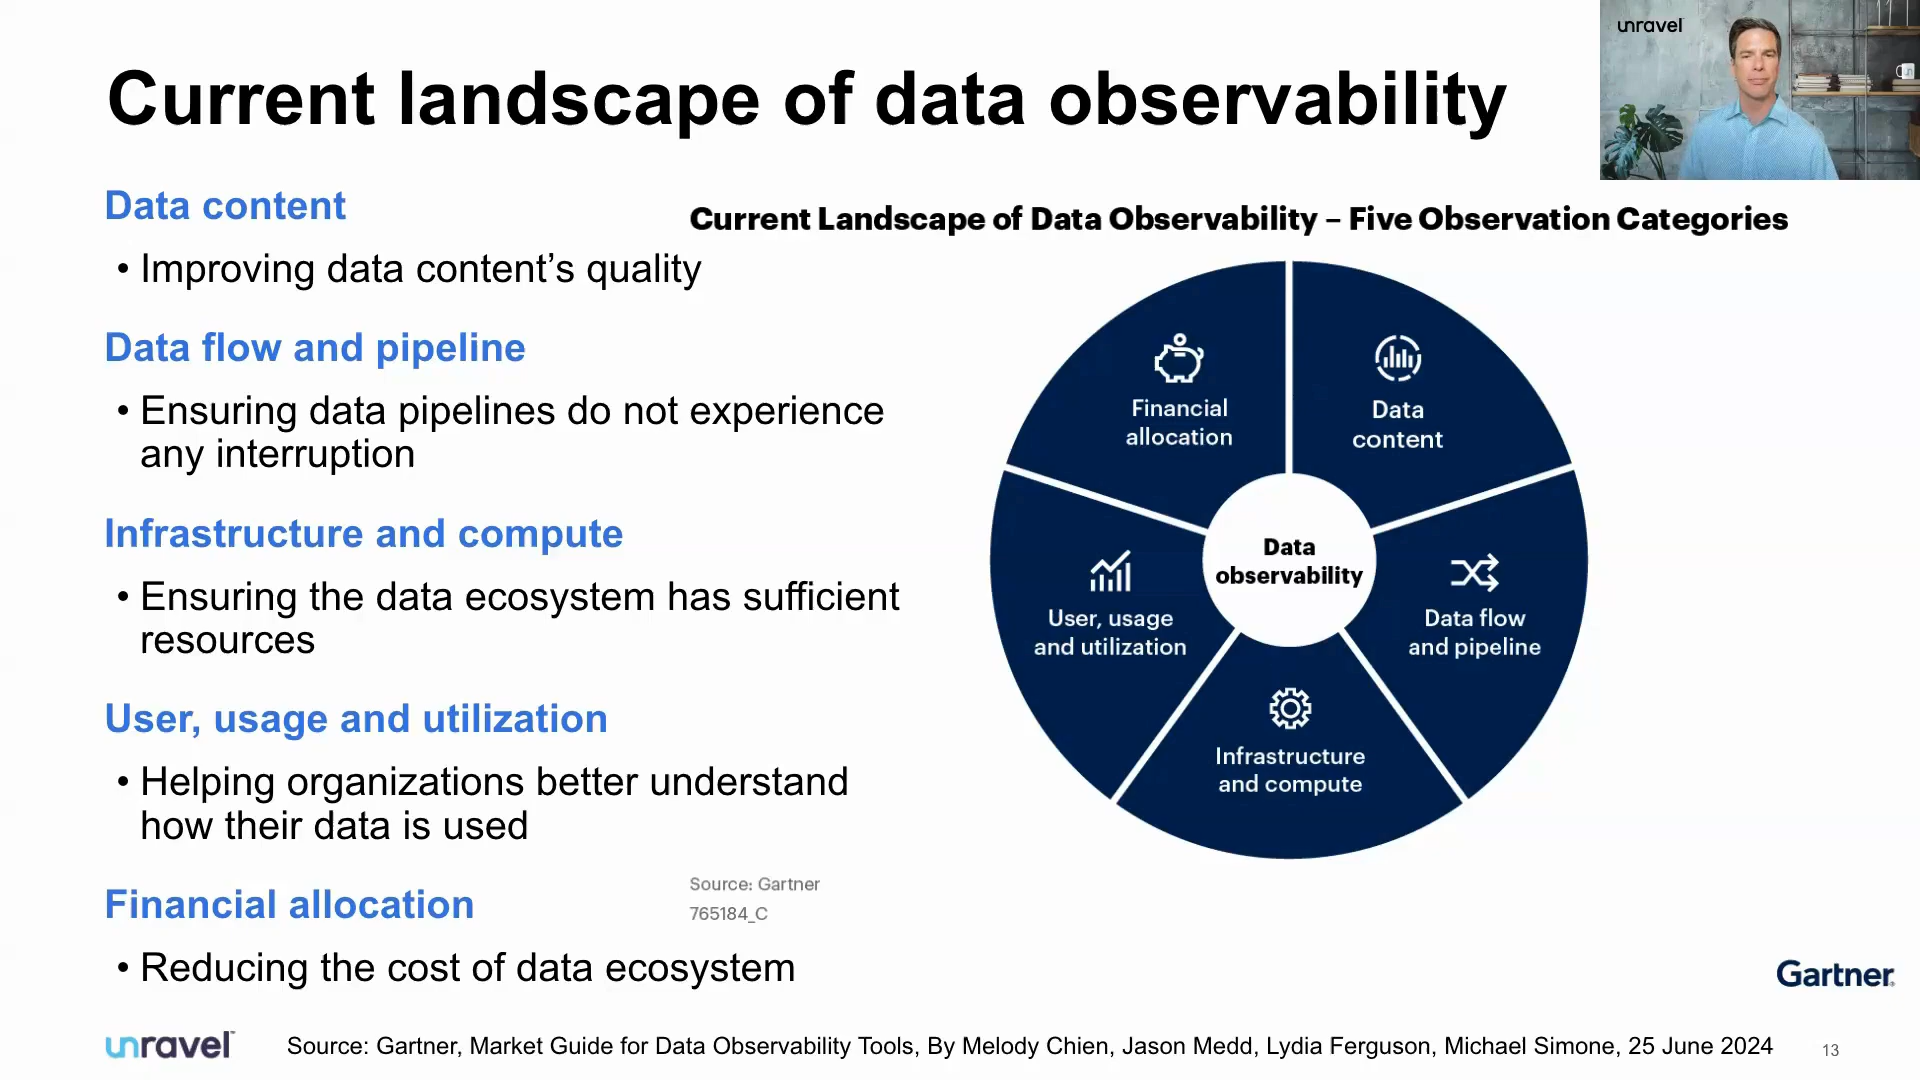 unravel
Current landscape of data observability
Data content
• Improving data content’s quality
Data flow and pipeline
• Ensuring data pipelines do not experience
any interruption
Infrastructure and compute
• Ensuring the data ecosystem has sufficient
resources
User, usage and utilization
• Helping organizations better understand
how their data is used
Financial allocation
• Reducing the cost of data ecosystem
Current Landscape of Data Observability – Five Observation Categories
Financial
allocation
Data
content
Data
observability
User, usage
and utilization
Data flow
and pipeline
Infrastructure
and compute
Source: Gartner
765184_C
Gartner®
unravel™
Source: Gartner, Market Guide for Data Observability Tools, By Melody Chien, Jason Medd, Lydia Ferguson, Michael Simone, 25 June 2024
13